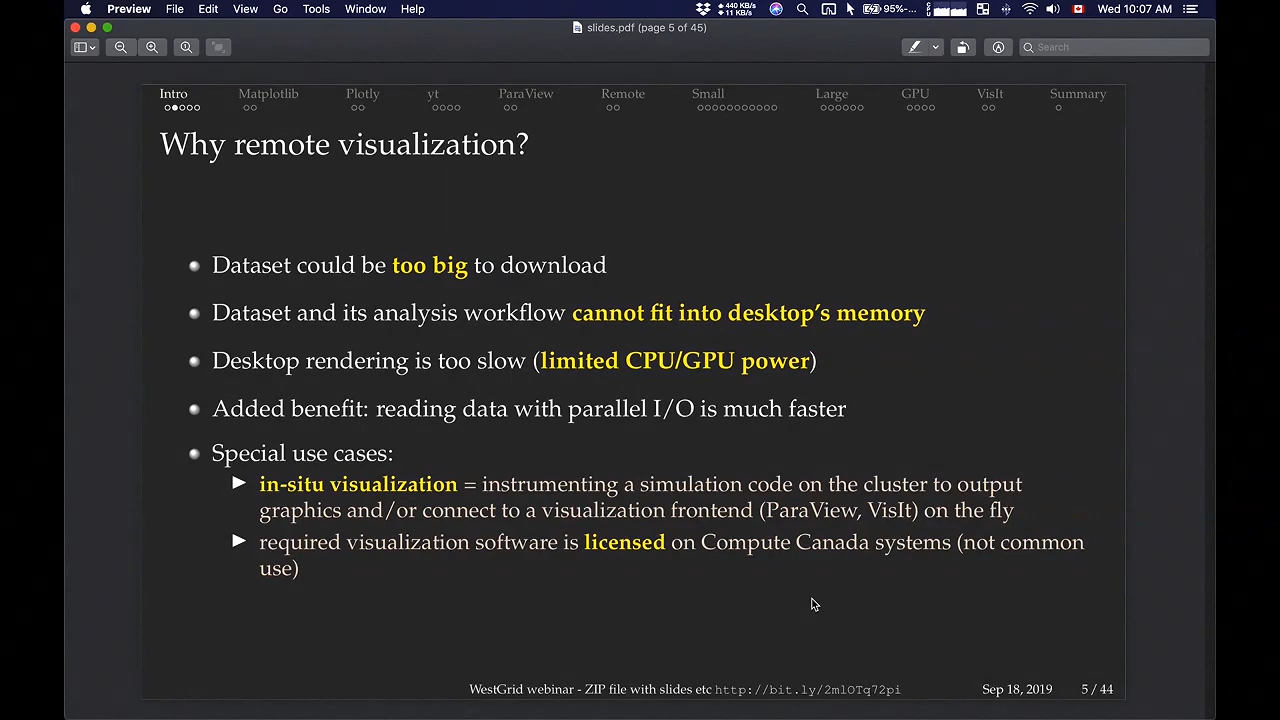 Preview File Edit View Go Tools Window Help
440 KB/s
11 KB/s
95%
Wed 10:07 AM
slides.pdf (page 5 of 45)
Search
Intro Matplotlib Plotly yt ParaView Remote Small Large GPU VisIt Summary
Why remote visualization?
Dataset could be too big to download
Dataset and its analysis workflow cannot fit into desktop's memory
Desktop rendering is too slow (limited CPU/GPU power)
Added benefit: reading data with parallel I/O is much faster
Special use cases:
in-situ visualization = instrumenting a simulation code on the cluster to output
graphics and/or connect to a visualization frontend (ParaView, VisIt) on the fly
required visualization software is licensed on Compute Canada systems (not common
use)
WestGrid webinar - ZIP file with slides etc http://bit.ly/2mlOTq72pi Sep 18, 2019 5 / 44